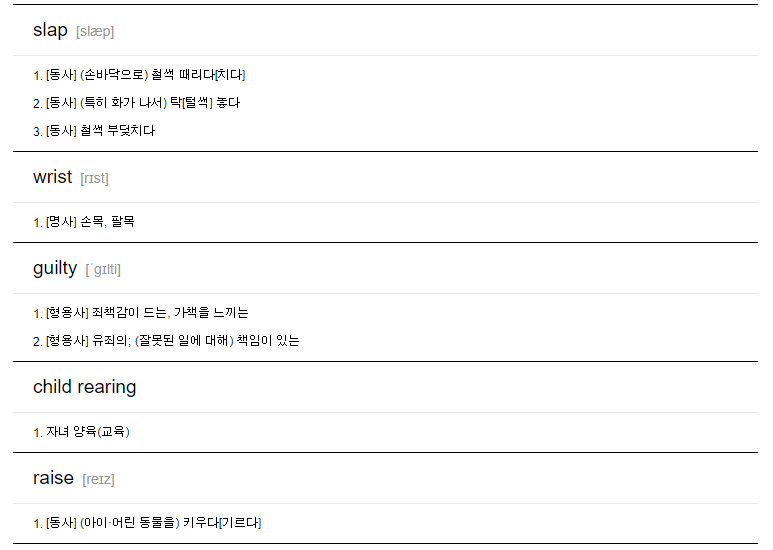 slap [slæp]
1. [동사] (손바닥으로) 철썩 때리다[치다]
2. [동사] (특히 화가 나서) 탁[털썩] 놓다
3. [동사] 철썩 부딪치다
wrist [rɪst]
1. [명사] 손목, 팔목
guilty [ˈgɪlti]
1. [형용사] 죄책감이 드는, 가책을 느끼는
2. [형용사] 유죄의; (잘못된 일에 대해) 책임이 있는
child rearing
1. 자녀 양육(교육)
raise [reɪz]
1. [동사] (아이·어린 동물을) 키우다[기르다]